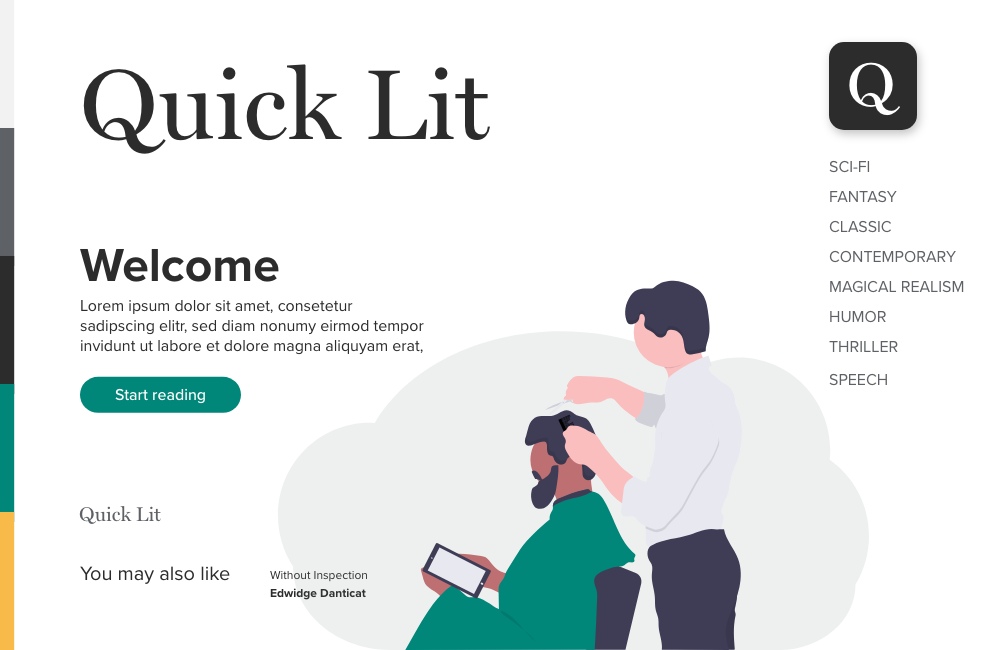 Quick Lit
Q
SCI-FI
FANTASY
CLASSIC
CONTEMPORARY
MAGICAL REALISM
HUMOR
THRILLER
SPEECH
Welcome
Lorem ipsum dolor sit amet, consetetur
sadipscing elitr, sed diam nonumy eirmod tempor
invidunt ut labore et dolore magna aliquyam erat,
Start reading
Quick Lit
You may also like
Without Inspection
Edwidge Danticat